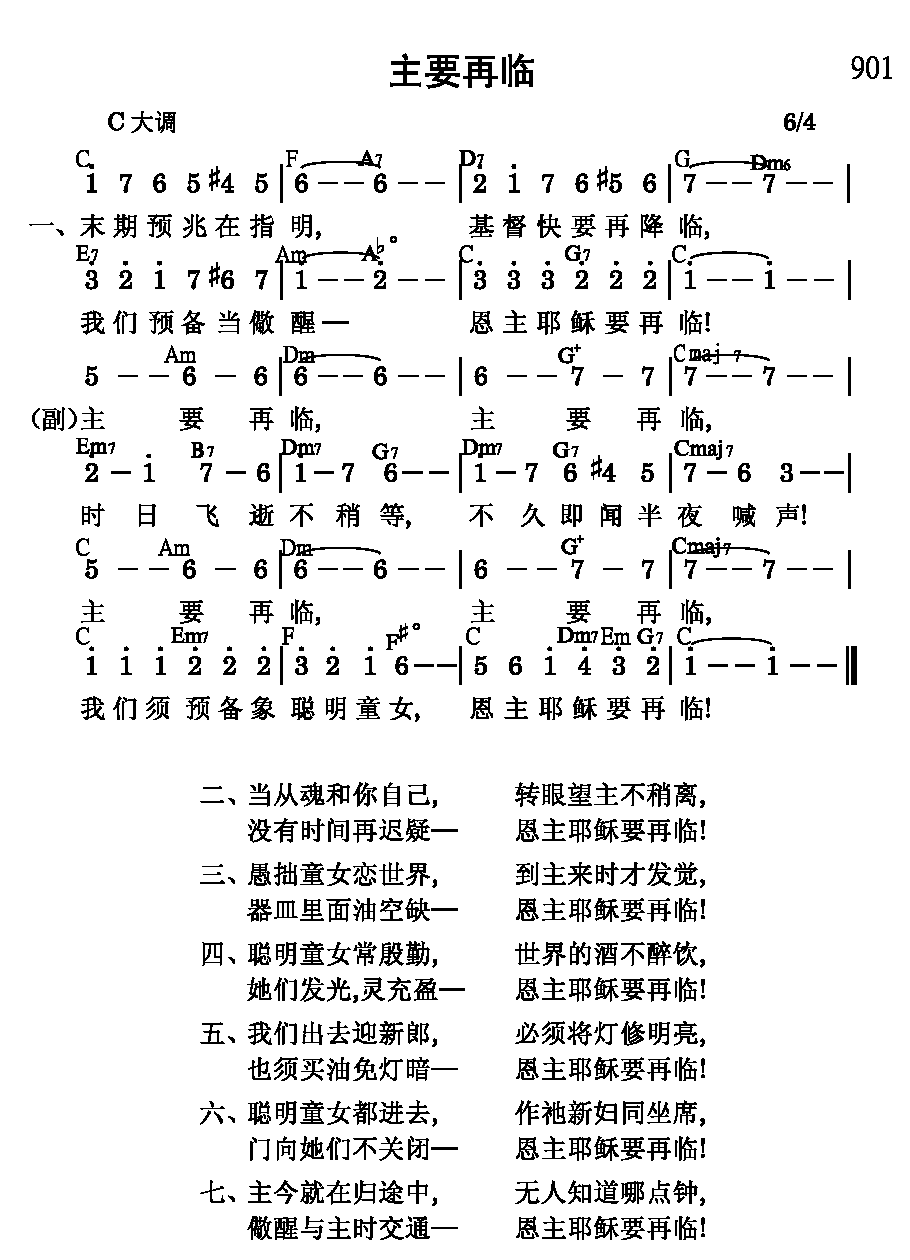 主要再临 901
C大调 6/4
C F A7 D7 G Dm6
1̇ 7 6 5 #4 5 | 6 - - 6 - - | 2̇ 1̇ 7 6 #5 6 | 7 - - 7 - - |
一、末期预兆在指明, 基督快要再降临,
E7 Am A♭° C G7 C
3̇ 2̇ 1̇ 7 #6 7 | 1̇ - - 2̇ - - | 3̇ 3̇ 3̇ 2̇ 2̇ 2̇ | 1̇ - - 1̇ - - |
我们预备当儆醒— 恩主耶稣要再临!
Am Dm G+ Cmaj7
5 - - 6 - 6 | 6 - - 6 - - | 6 - - 7 - 7 | 7 - - 7 - - |
(副)主要再临, 主要再临,
Em7 B7 Dm7 G7 Dm7 G7 Cmaj7
2̇ - 1̇ 7 - 6 | 1̇ - 7 6 - - | 1̇ - 7 6 #4 5 | 7 - 6 3 - - |
时日飞逝不稍等, 不久即闻半夜喊声!
C Am Dm G+ Cmaj7
5 - - 6 - 6 | 6 - - 6 - - | 6 - - 7 - 7 | 7 - - 7 - - |
主要再临, 主要再临,
C Em7 F F#° C Dm7 Em G7 C
1̇ 1̇ 1̇ 2̇ 2̇ 2̇ | 3̇ 2̇ 1̇ 6 - - | 5 6 1̇ 4̇ 3̇ 2̇ | 1̇ - - 1̇ - - ‖
我们须预备象聪明童女, 恩主耶稣要再临!
二、当从魂和你自己, 转眼望主不稍离,
没有时间再迟疑— 恩主耶稣要再临!
三、愚拙童女恋世界, 到主来时才发觉,
器皿里面油空缺— 恩主耶稣要再临!
四、聪明童女常殷勤, 世界的酒不醉饮,
她们发光,灵充盈— 恩主耶稣要再临!
五、我们出去迎新郎, 必须将灯修明亮,
也须买油免灯暗— 恩主耶稣要再临!
六、聪明童女都进去, 作祂新妇同坐席,
门向她们不关闭— 恩主耶稣要再临!
七、主今就在归途中, 无人知道哪点钟,
儆醒与主时交通— 恩主耶稣要再临!